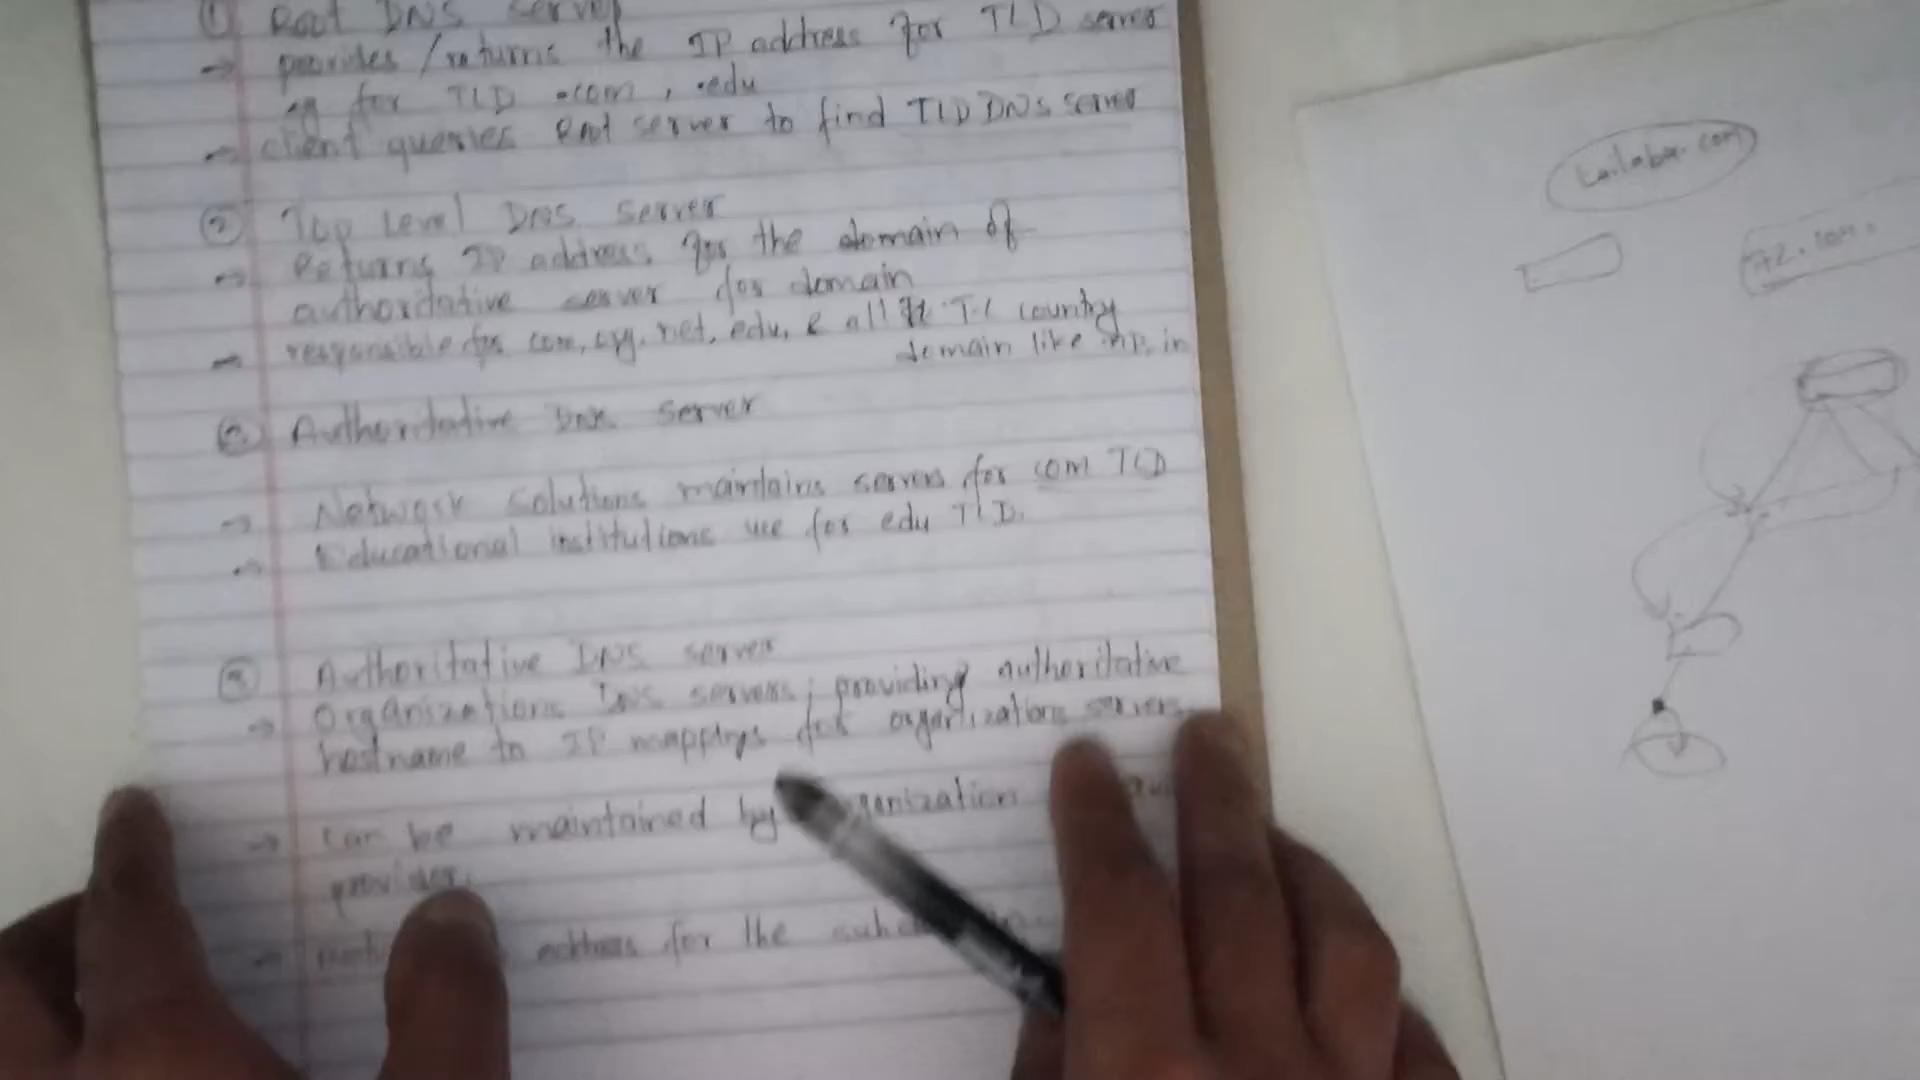 ① Root DNS server
→ provides / returns the IP address for TLD server
eg for TLD .com, .edu
→ client queries Root server to find TLD DNS server
② Top Level DNS server
→ Returns IP address for the domain of
authoritative server for domain
→ responsible for com, org, net, edu, & all T.L country
domain like np, in
Authoritative DNS server
→ Network solutions maintains servers for com TLD
→ Educational institutions use for edu TLD.
③ Authoritative DNS server
→ Organizations DNS servers, providing authoritative
hostname to IP mappings for organizations servers
→ can be maintained by organization
provider.
→ address for the